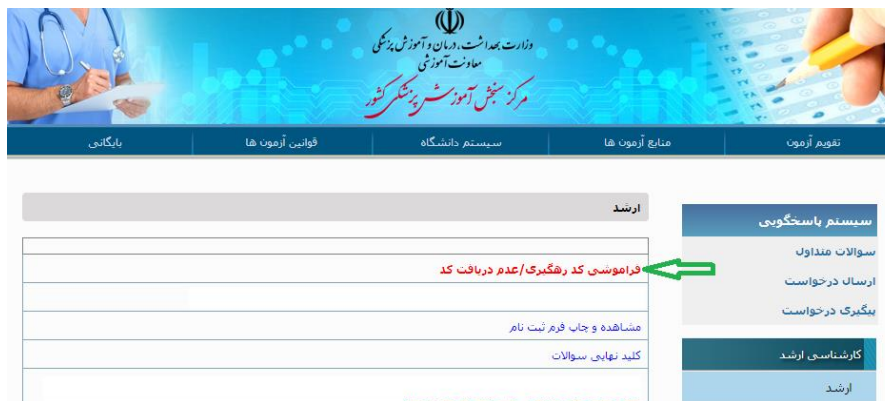 وزارت بهداشت، درمان و آموزش پزشکی
معاونت آموزشی
مرکز سنجش آموزش پزشکی کشور
تقویم آزمون
منابع آزمون ها
سیستم دانشگاه
قوانین آزمون ها
بایگانی
سیستم پاسخگویی
سوالات متداول
ارسال درخواست
پیگیری درخواست
کارشناسی ارشد
ارشد
ارشد
فراموشی کد رهگیری/عدم دریافت کد
مشاهده و چاپ فرم ثبت نام
کلید نهایی سوالات